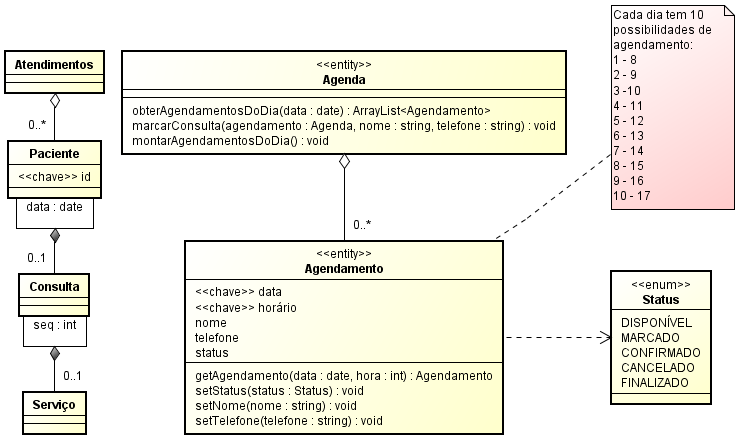 Atendimentos
0..*
Paciente
<<chave>> id
data : date
0..1
Consulta
seq : int
0..1
Serviço
<<entity>>
Agenda
obterAgendamentosDoDia(data : date) : ArrayList<Agendamento>
marcarConsulta(agendamento : Agenda, nome : string, telefone : string) : void
montarAgendamentosDoDia() : void
0..*
<<entity>>
Agendamento
<<chave>> data
<<chave>> horário
nome
telefone
status
getAgendamento(data : date, hora : int) : Agendamento
setStatus(status : Status) : void
setNome(nome : string) : void
setTelefone(telefone : string) : void
Cada dia tem 10
possibilidades de
agendamento:
1 - 8
2 - 9
3 -10
4 - 11
5 - 12
6 - 13
7 - 14
8 - 15
9 - 16
10 - 17
<<enum>>
Status
DISPONÍVEL
MARCADO
CONFIRMADO
CANCELADO
FINALIZADO